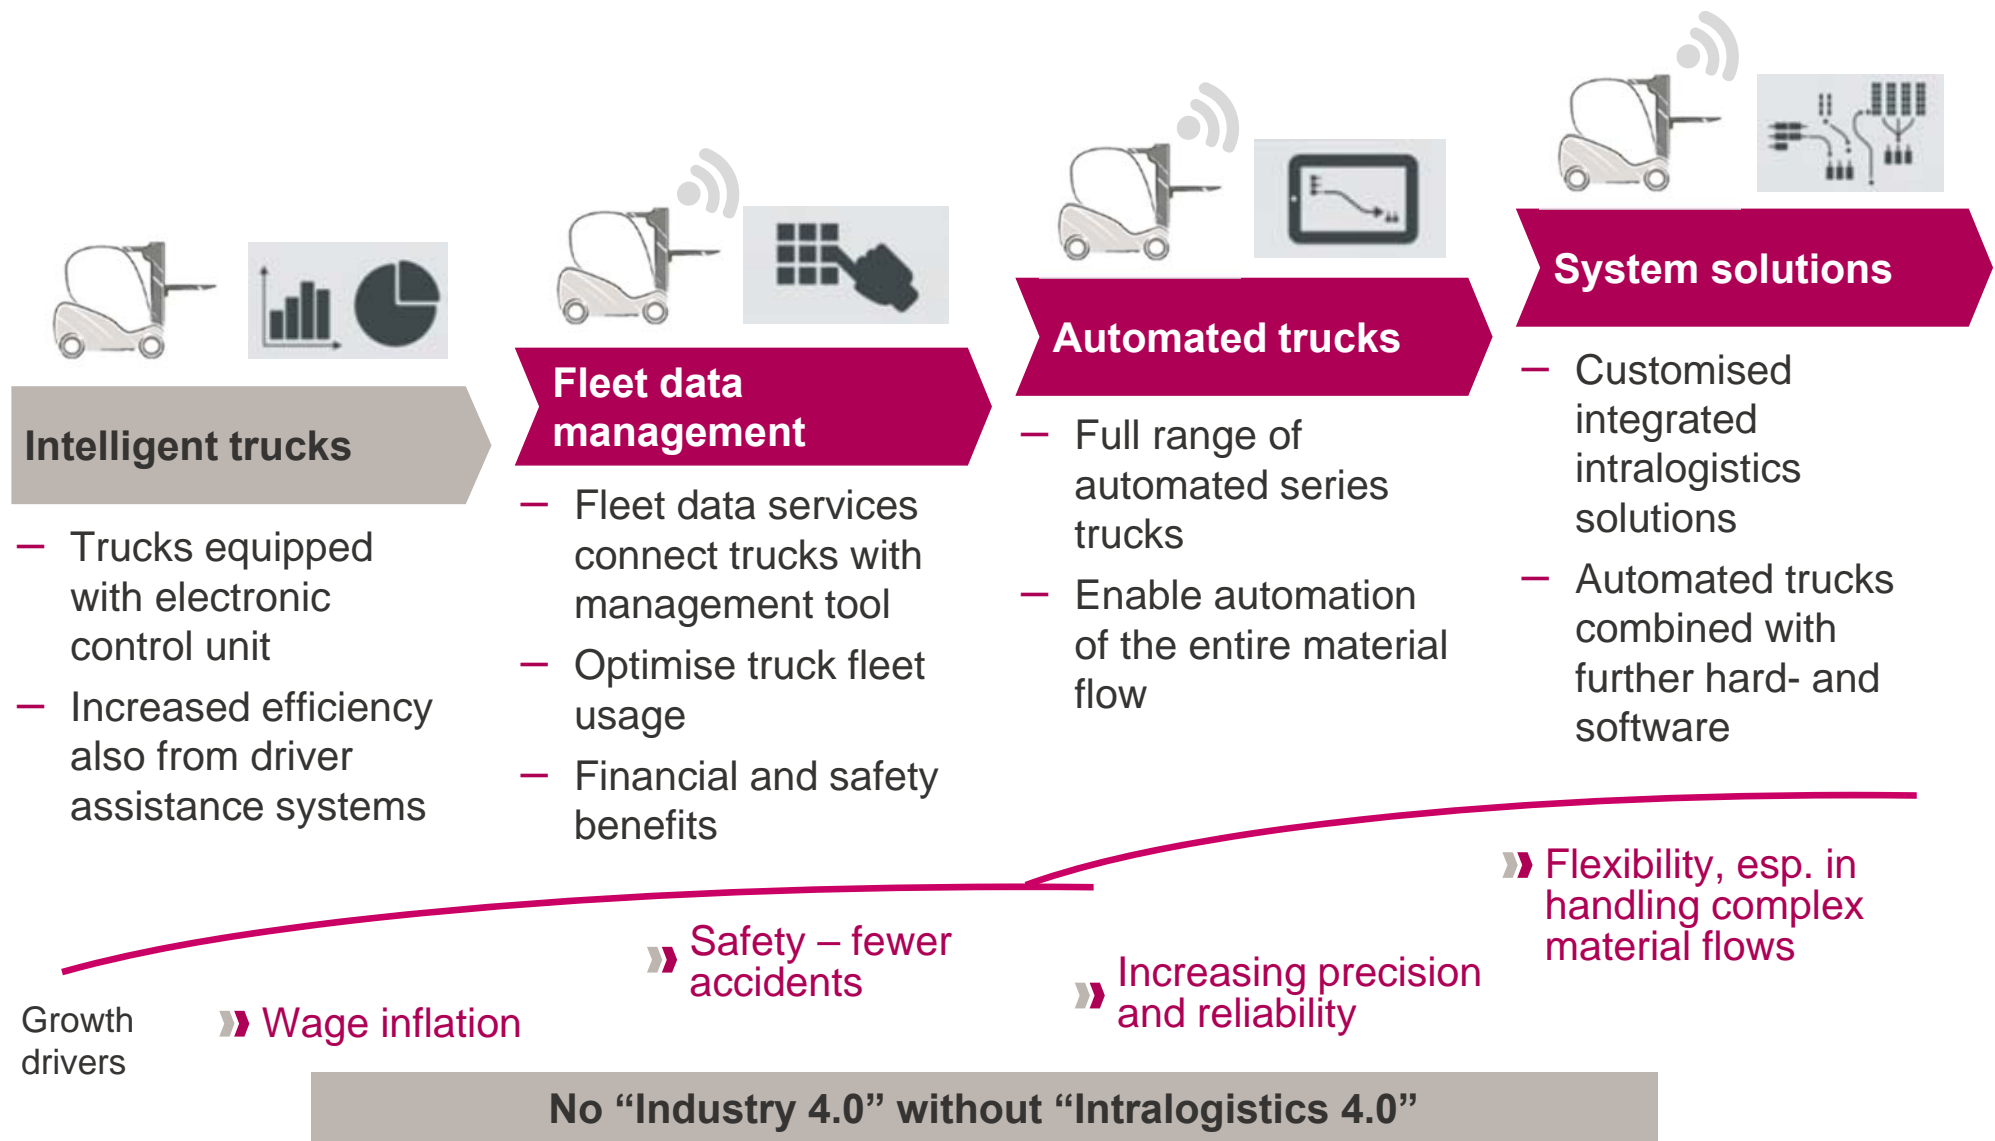 Intelligent trucks
– Trucks equipped
with electronic
control unit
– Increased efficiency
also from driver
assistance systems
Fleet data
management
– Fleet data services
connect trucks with
management tool
– Optimise truck fleet
usage
– Financial and safety
benefits
Automated trucks
– Full range of
automated series
trucks
– Enable automation
of the entire material
flow
System solutions
– Customised
integrated
intralogistics
solutions
– Automated trucks
combined with
further hard- and
software
Growth
drivers
Wage inflation
Safety – fewer
accidents
Increasing precision
and reliability
Flexibility, esp. in
handling complex
material flows
No “Industry 4.0” without “Intralogistics 4.0”